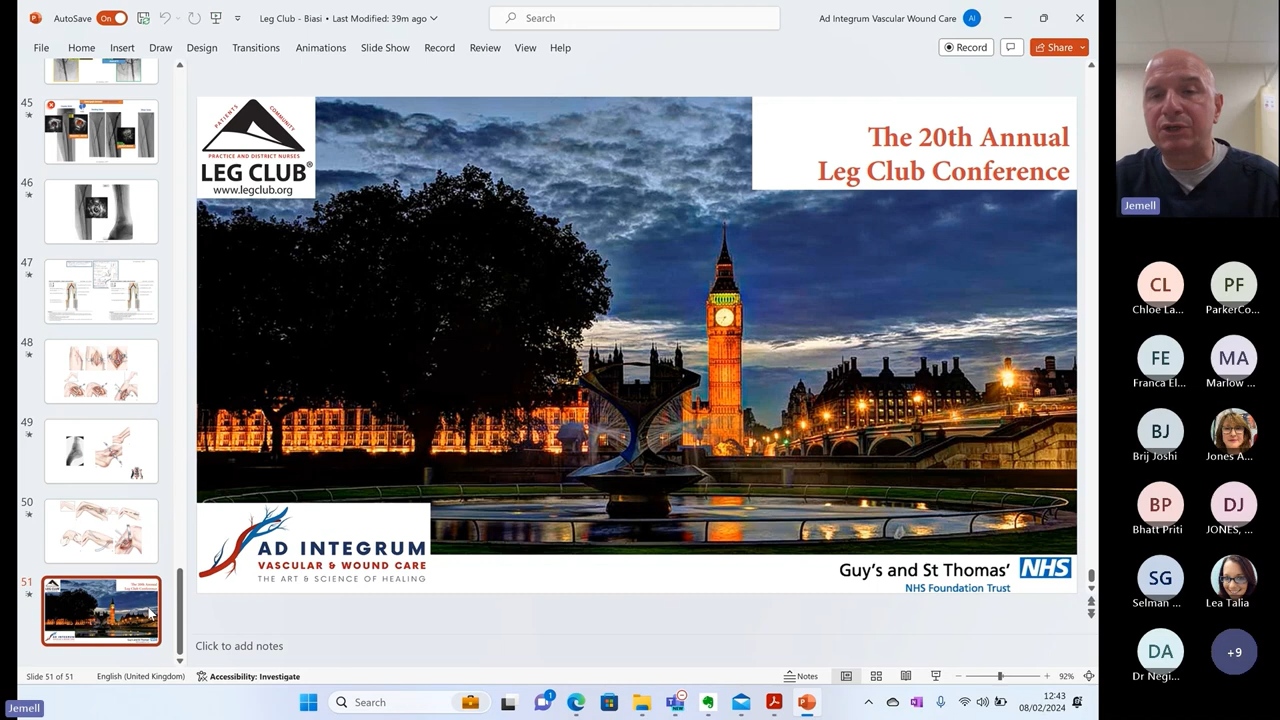 AutoSave
On
Leg Club - Biasi • Last Modified: 39m ago
Search
Ad Integrum Vascular Wound Care
AI
File
Home
Insert
Draw
Design
Transitions
Animations
Slide Show
Record
Review
View
Help
Record
Share
45
46
47
48
49
50
51
PATIENTS COMMUNITY
PRACTICE AND DISTRICT NURSES
LEG CLUB®
www.legclub.org
The 20th Annual
Leg Club Conference
AD INTEGRUM
VASCULAR & WOUND CARE
THE ART & SCIENCE OF HEALING
Guy's and St Thomas' NHS
NHS Foundation Trust
Click to add notes
Slide 51 of 51
English (United Kingdom)
Accessibility: Investigate
Notes
92%
Search
12:43
08/02/2024
Jemell
Jemell
CL
Chloe La...
PF
ParkerCo...
FE
Franca El...
MA
Marlow ...
BJ
Brij Joshi
Jones A...
BP
Bhatt Priti
DJ
JONES, ...
SG
Selman ...
Lea Talia
DA
Dr Negi...
+9